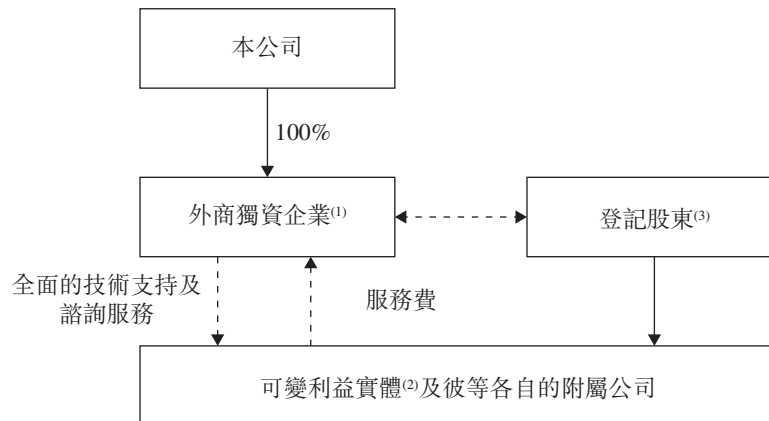 本公司
100%
外商獨資企業(1)
登記股東(3)
全面的技術支持及
諮詢服務
服務費
可變利益實體(2)及彼等各自的附屬公司